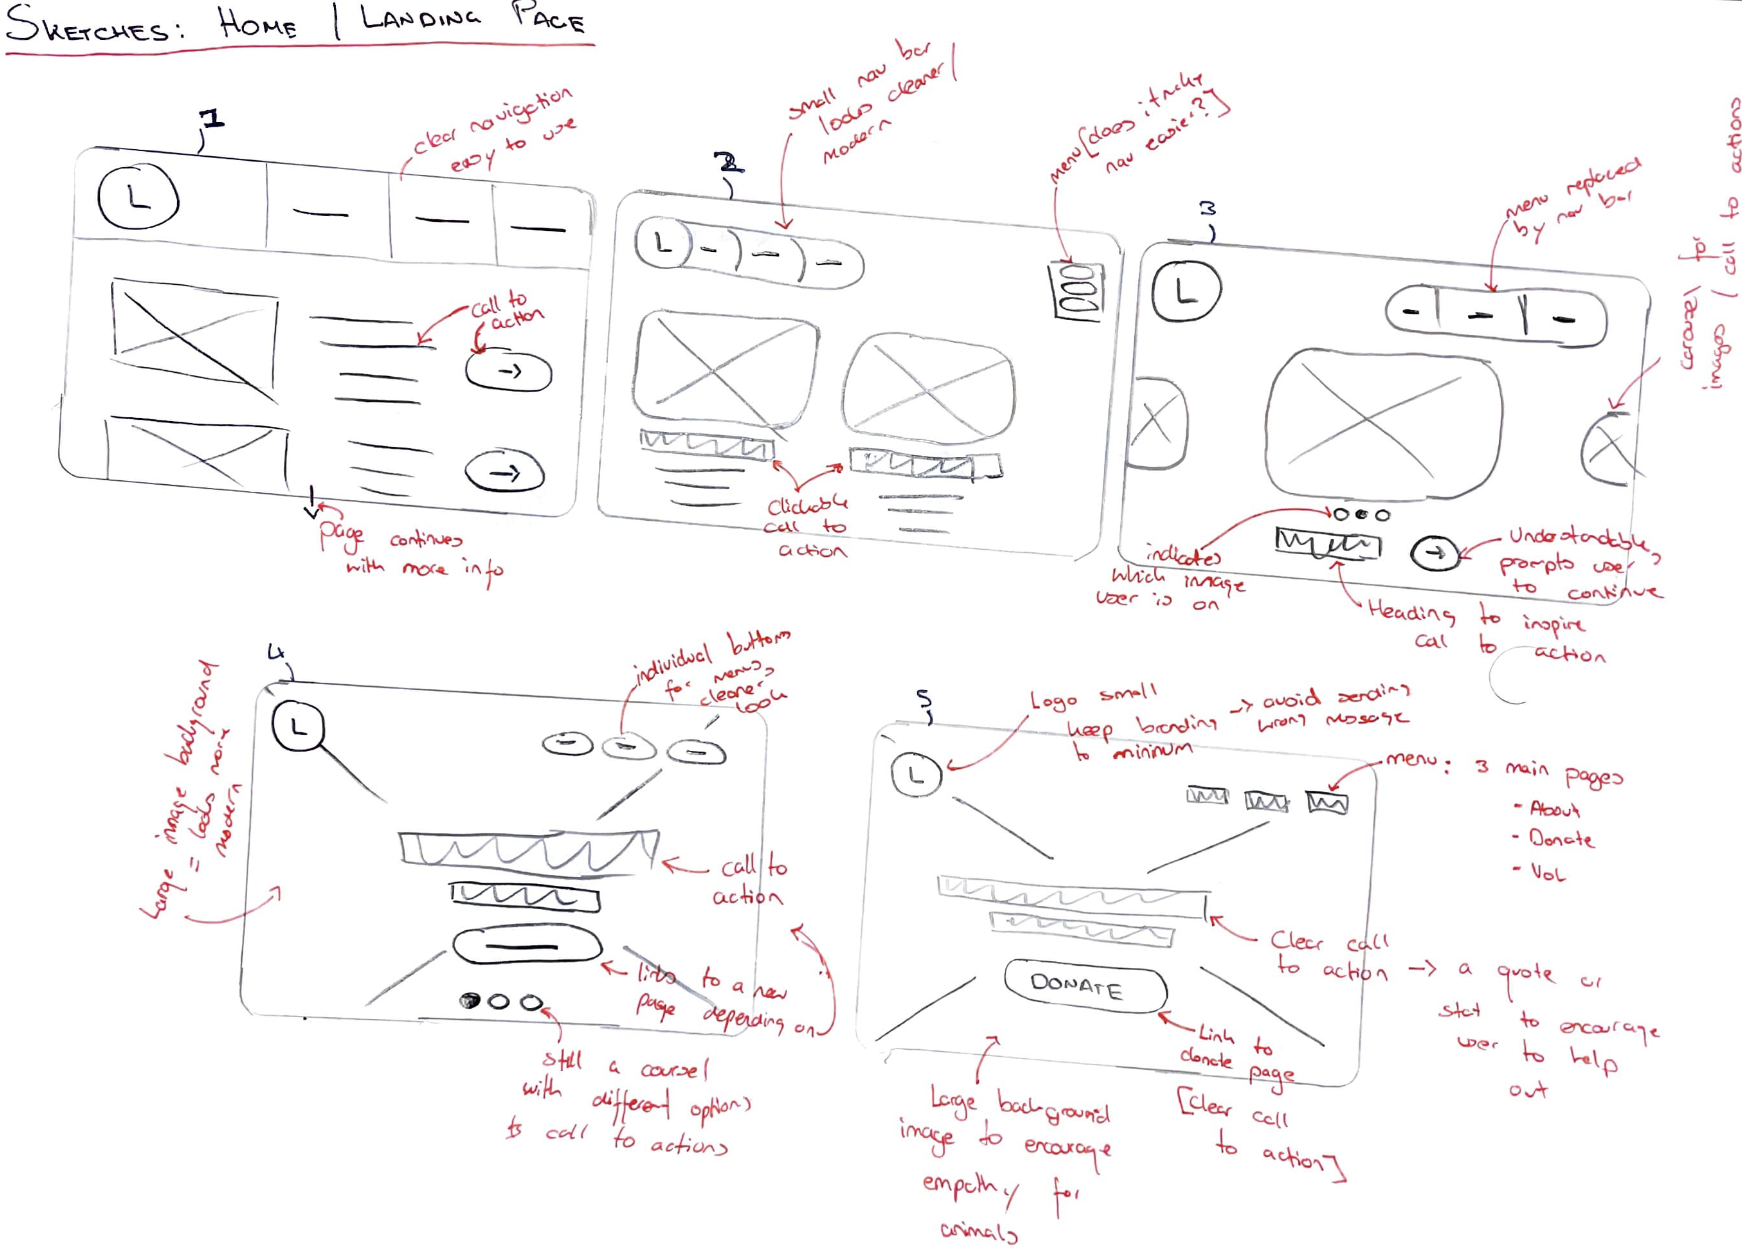 SKETCHES: HOME | LANDING PAGE
1
clear navigation
easy to use
L
call to
action
page continues
with more info
2
small nav bar
looks cleaner/
modern
menu [does it make
nav easier?]
L
Clickable
call to
action
3
menu replaced
by nav bar
carousel for
images / call to actions
L
indicates
which image
user is on
Understandable,
prompts user
to continue
Heading to inspire
cal to action
4
individual buttons
for menus,
cleaner
look
Large image background
= looks more
modern
L
call to
action
links to a new
page depending on
still a coursel
with different options
to call to actions
5
Logo small
keep branding → avoid sending
to minimum wrong message
L
menu: 3 main pages
- About
- Donate
- Vol
Clear call
to action → a quote or
stat to encourage
user to help
out
DONATE
Link to
donate page
[clear call
to action]
Large background
image to encourage
empathy for
animals